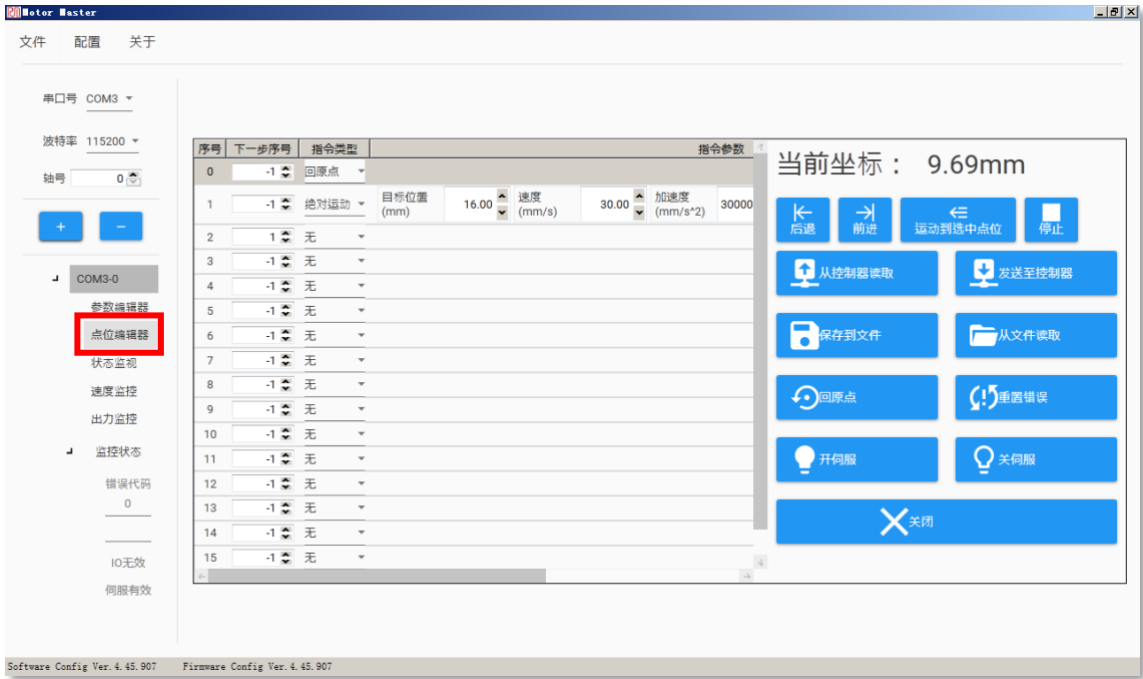 Motor Master
文件 配置 关于
串口号 COM3
波特率 115200
轴号 0
+ -
COM3-0
参数编辑器
点位编辑器
状态监视
速度监控
出力监控
监控状态
错误代码
0
IO无效
伺服有效
序号 下一步序号 指令类型 指令参数
0 -1 回原点
1 -1 绝对运动 目标位置 (mm) 16.00 速度 (mm/s) 30.00 加速度 (mm/s^2) 30000
2 1 无
3 -1 无
4 -1 无
5 -1 无
6 -1 无
7 -1 无
8 -1 无
9 -1 无
10 -1 无
11 -1 无
12 -1 无
13 -1 无
14 -1 无
15 -1 无
当前坐标： 9.69mm
后退 前进 运动到选中点位 停止
从控制器读取 发送至控制器
保存到文件 从文件读取
回原点 重置错误
开伺服 关伺服
关闭
Software Config Ver.4.45.907 Firmware Config Ver.4.45.907